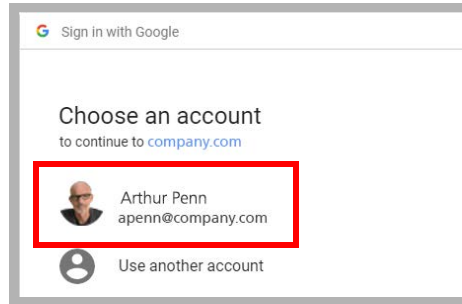 Sign in with Google
Choose an account
to continue to company.com
Arthur Penn
apenn@company.com
Use another account